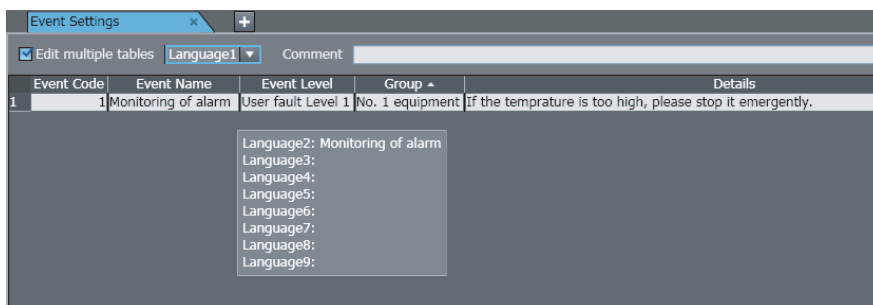 Event Settings × +
Edit multiple tables Language1 ▼ Comment
Event Code Event Name Event Level Group ▲ Details
1 1 Monitoring of alarm User fault Level 1 No. 1 equipment If the temprature is too high, please stop it emergently.
Language2: Monitoring of alarm
Language3:
Language4:
Language5:
Language6:
Language7:
Language8:
Language9: